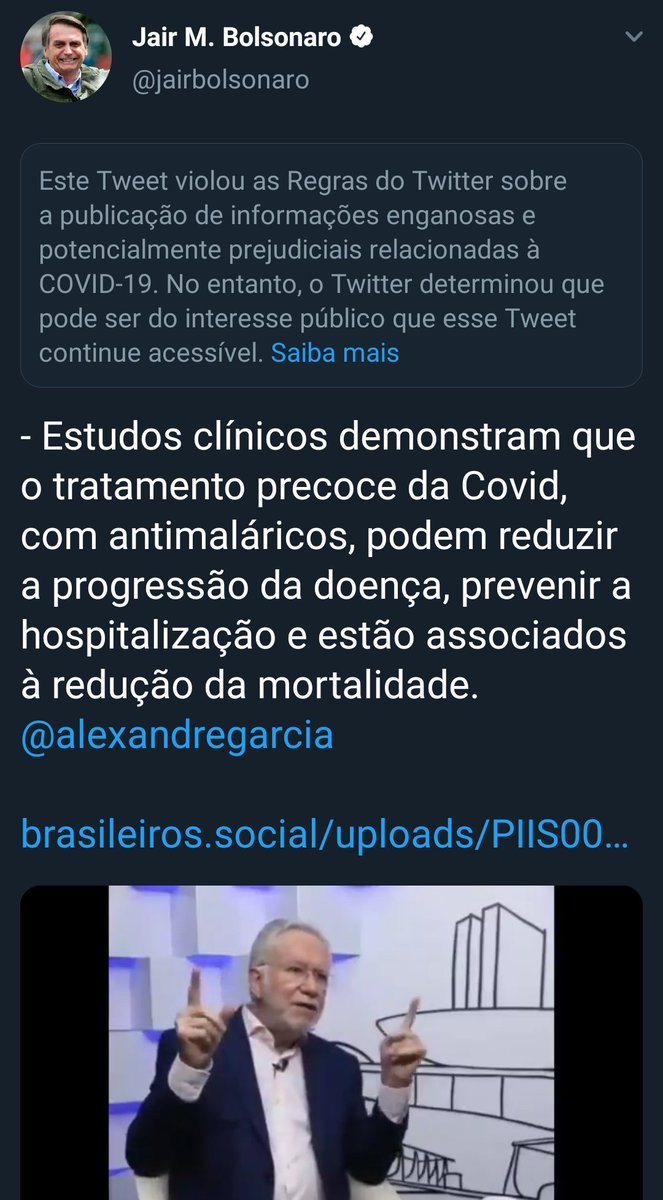 Jair M. Bolsonaro
@jairbolsonaro
Este Tweet violou as Regras do Twitter sobre
a publicação de informações enganosas e
potencialmente prejudiciais relacionadas à
COVID-19. No entanto, o Twitter determinou que
pode ser do interesse público que esse Tweet
continue acessível. Saiba mais
- Estudos clínicos demonstram que
o tratamento precoce da Covid,
com antimaláricos, podem reduzir
a progressão da doença, prevenir a
hospitalização e estão associados
à redução da mortalidade.
@alexandregarcia
brasileiros.social/uploads/PIIS00…